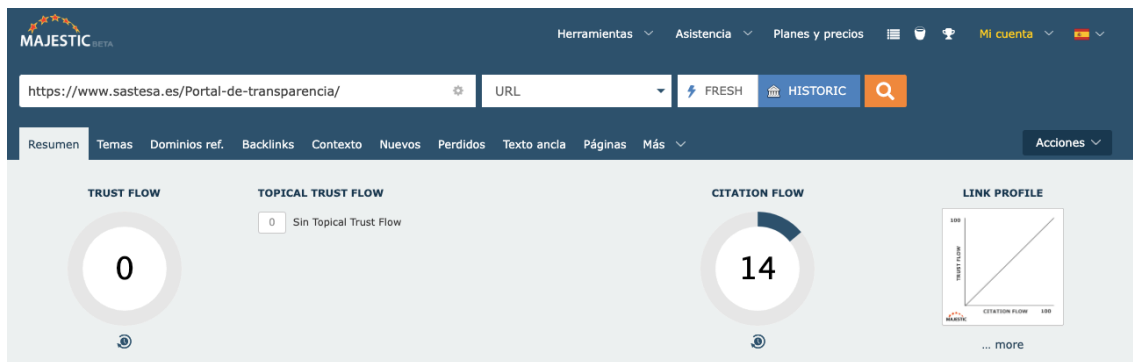 MAJESTIC BETA
Herramientas Asistencia Planes y precios Mi cuenta
https://www.sastesa.es/Portal-de-transparencia/ URL FRESH HISTORIC
Resumen Temas Dominios ref. Backlinks Contexto Nuevos Perdidos Texto ancla Páginas Más Acciones
TRUST FLOW TOPICAL TRUST FLOW CITATION FLOW LINK PROFILE
0 Sin Topical Trust Flow
100
0
14
TRUST FLOW
CITATION FLOW 100
MAJESTIC
... more